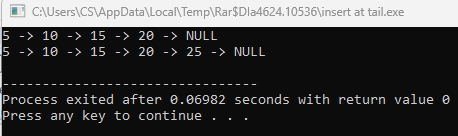 C:\Users\CS\AppData\Local\Temp\Rar$DIa4624.10536\insert at tail.exe
5 -> 10 -> 15 -> 20 -> NULL
5 -> 10 -> 15 -> 20 -> 25 -> NULL
--------------------------------
Process exited after 0.06982 seconds with return value 0
Press any key to continue . . .